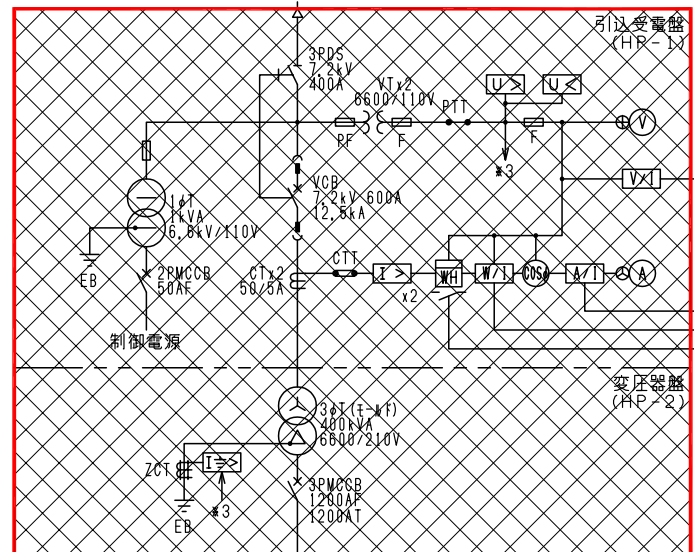 引込受電盤
(HP-1)
3PDS
7.2kV
400A
VTx2
6600/110V
PTT
U >
U <
PF
F
F
V
※3
V/I
VCB
7.2kV 600A
12.5kA
1φT
1kVA
6.6kV/110V
EB
2PMCCB
50AF
制御電源
CTx2
50/5A
CTT
I >
x2
WH
W/I
COSφ
A/I
A
変圧器盤
(HP-2)
3φT(モールド)
400kVA
6600/210V
ZCT
I≑>
※3
EB
3PMCCB
1200AF
1200AT